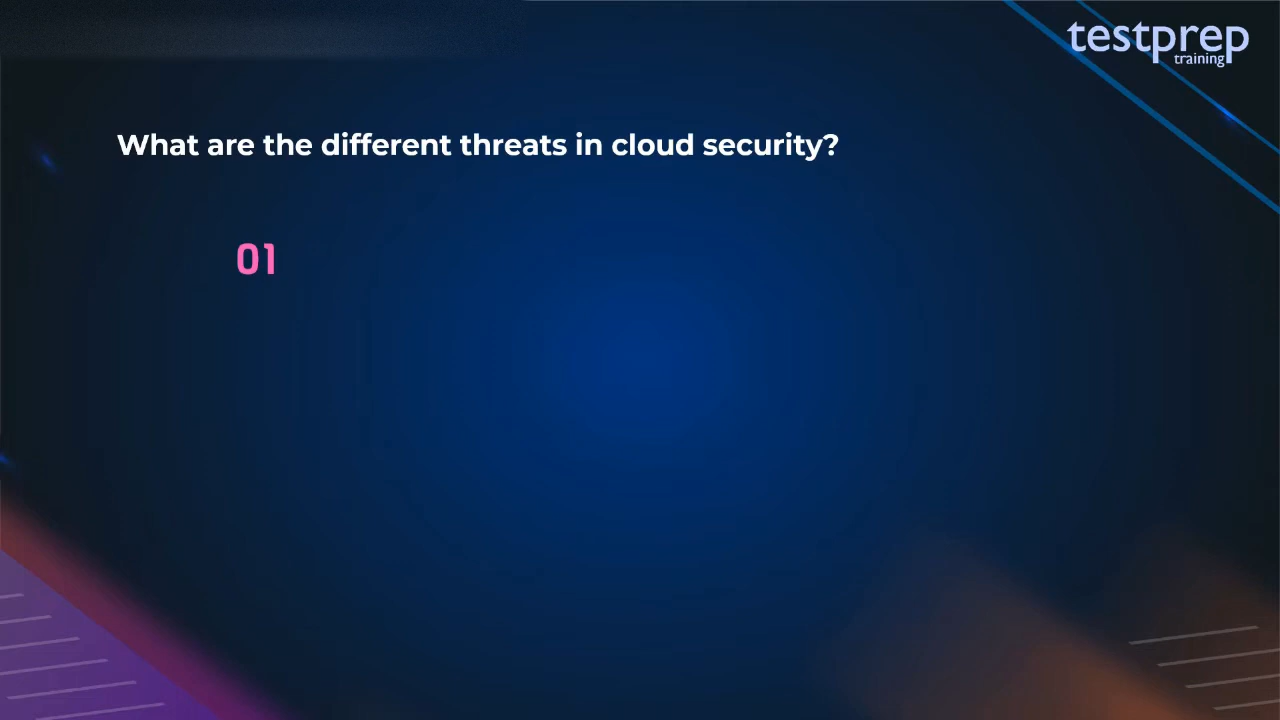 testprep
training
What are the different threats in cloud security?
01